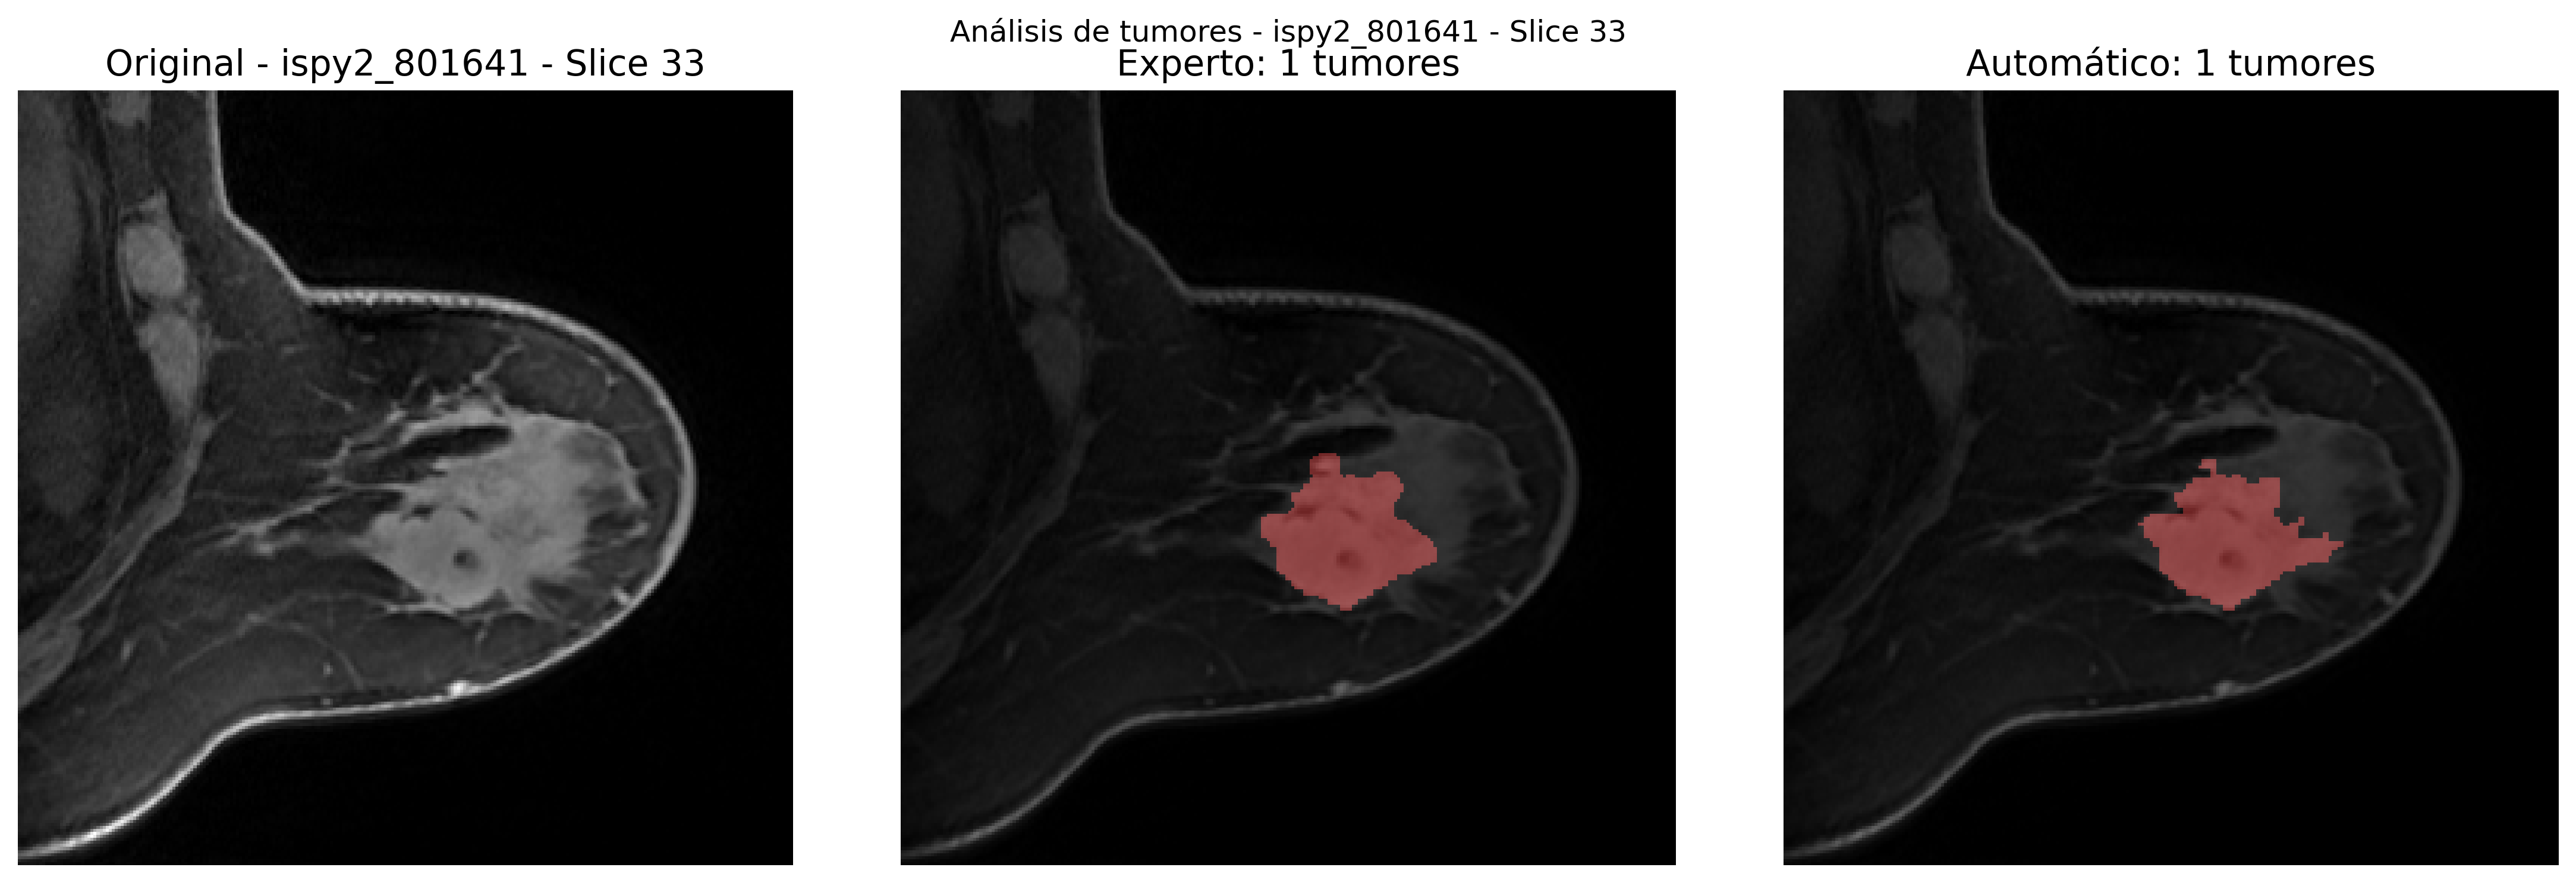 Análisis de tumores - ispy2_801641 - Slice 33
Original - ispy2_801641 - Slice 33
Experto: 1 tumores
Automático: 1 tumores